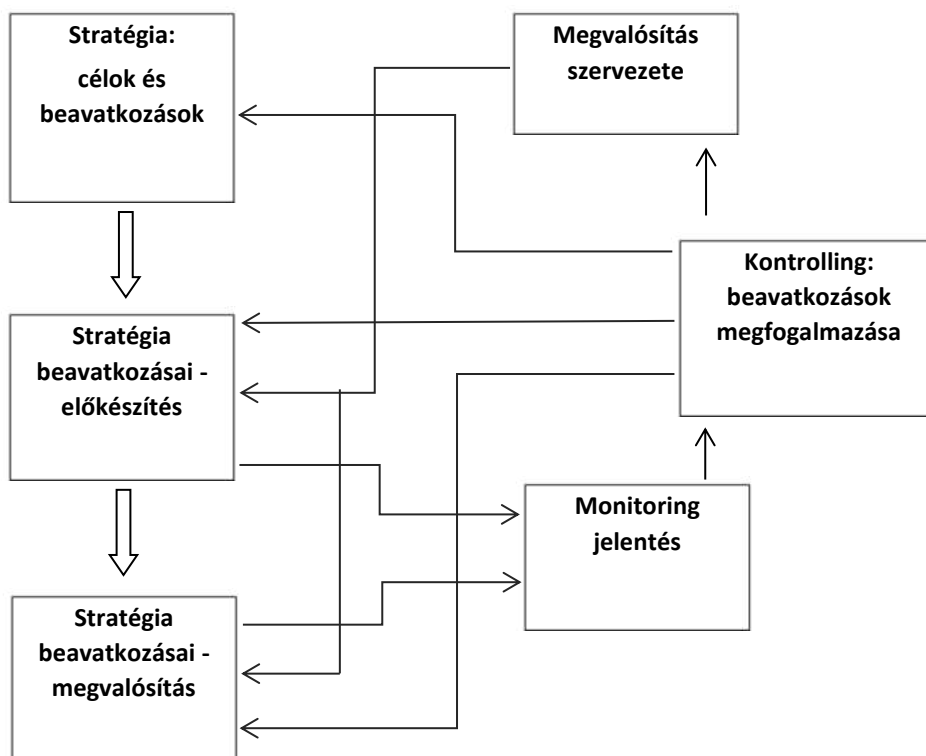 Stratégia:
célok és
beavatkozások
Megvalósítás
szervezete
Kontrolling:
beavatkozások
megfogalmazása
Stratégia
beavatkozásai -
előkészítés
Monitoring
jelentés
Stratégia
beavatkozásai -
megvalósítás